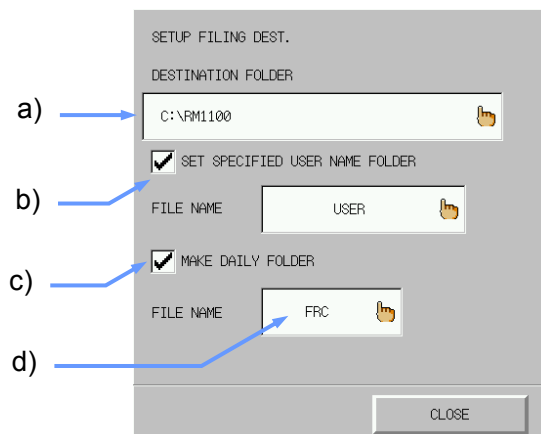 SETUP FILING DEST.
DESTINATION FOLDER
a)
C:\RM1100
SET SPECIFIED USER NAME FOLDER
b)
FILE NAME USER
MAKE DAILY FOLDER
c)
FILE NAME FRC
d)
CLOSE